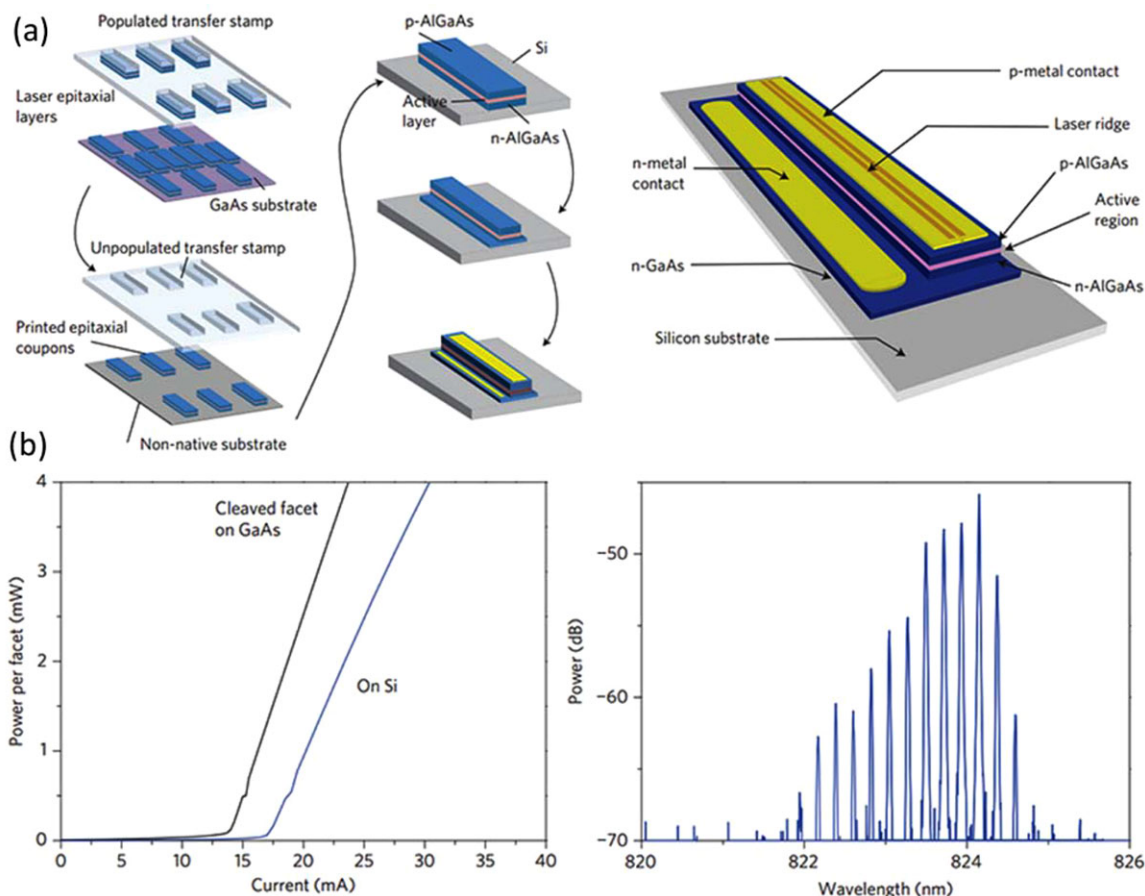 (a)
Populated transfer stamp
Laser epitaxial
layers
GaAs substrate
Unpopulated transfer stamp
Printed epitaxial
coupons
Non-native substrate
p-AlGaAs
Si
Active
layer
n-AlGaAs
p-metal contact
Laser ridge
n-metal
contact
p-AlGaAs
Active
region
n-GaAs
n-AlGaAs
Silicon substrate
(b)
4
3
2
1
0
Power per facet (mW)
Cleaved facet
on GaAs
On Si
0
5
10
15
20
25
30
35
40
Current (mA)
−50
−60
−70
Power (dB)
820
822
824
826
Wavelength (nm)